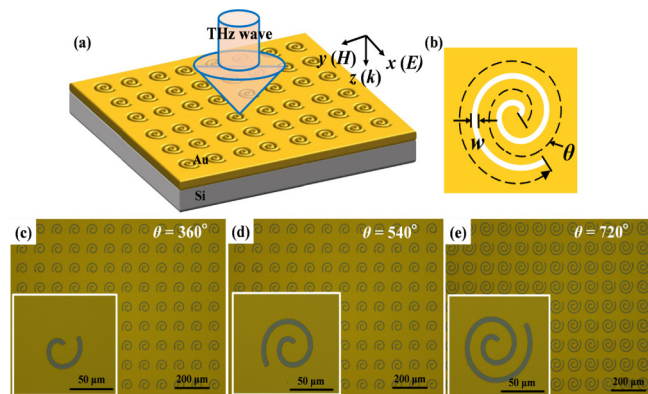 (a)
THz wave
y (H)
x (E)
z (k)
Au
Si
(b)
w
θ
(c)
θ = 360°
50 μm
200 μm
(d)
θ = 540°
50 μm
200 μm
(e)
θ = 720°
50 μm
200 μm